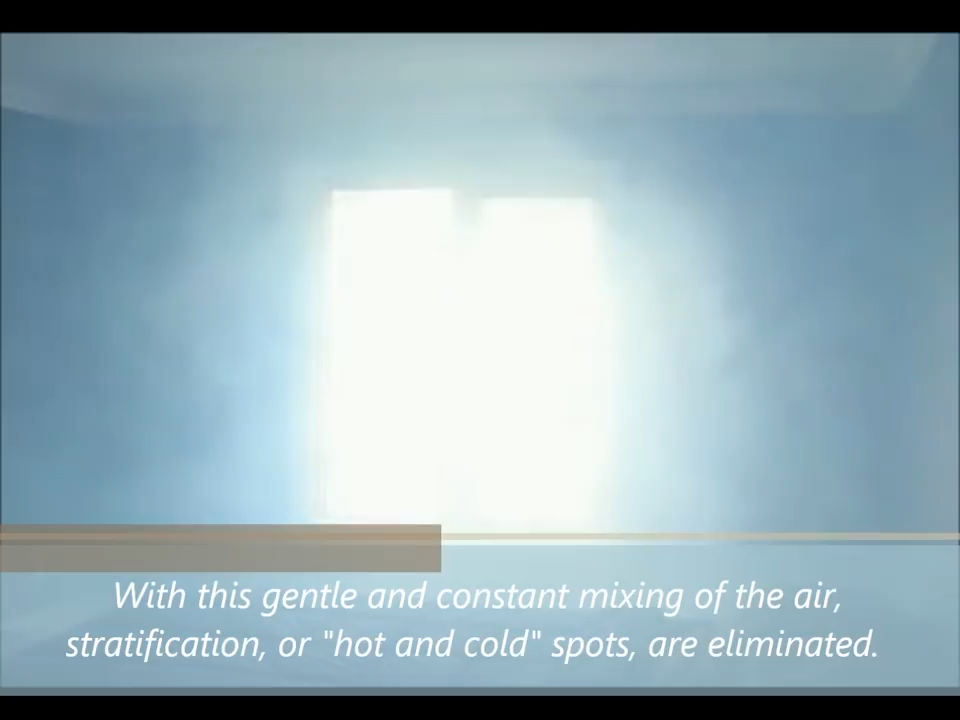 With this gentle and constant mixing of the air,
stratification, or "hot and cold" spots, are eliminated.